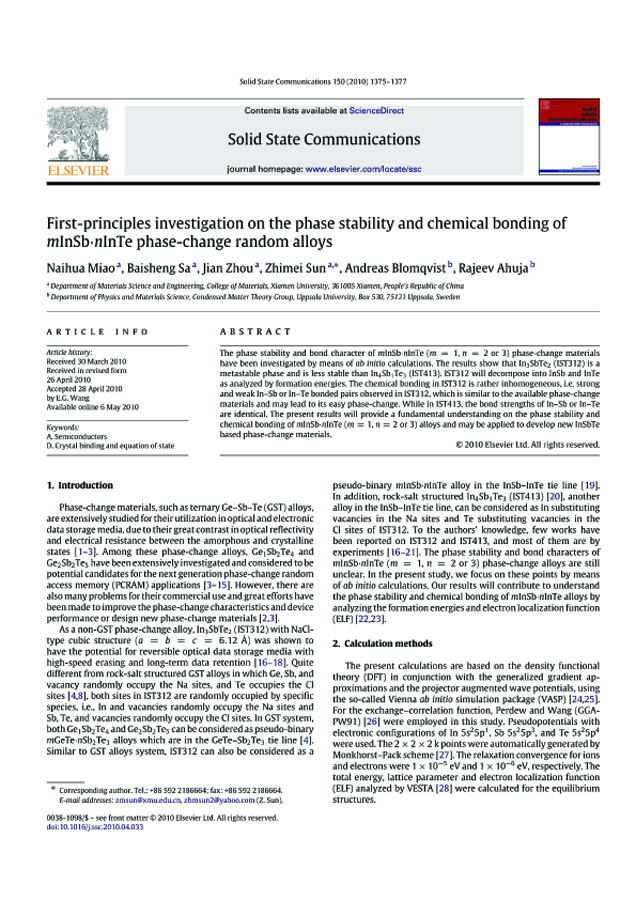 Solid State Communications 150 (2010) 1375–1377
Contents lists available at ScienceDirect
Solid State Communications
journal homepage: www.elsevier.com/locate/ssc
ELSEVIER
solid
state
communications
First-principles investigation on the phase stability and chemical bonding of
mInSb·nInTe phase-change random alloys
Naihua Miao a, Baisheng Sa a, Jian Zhou a, Zhimei Sun a,*, Andreas Blomqvist b, Rajeev Ahuja b
a Department of Materials Science and Engineering, College of Materials, Xiamen University, 361005 Xiamen, People's Republic of China
b Department of Physics and Materials Science, Condensed Matter Theory Group, Uppsala University, Box 530, 75121 Uppsala, Sweden
ARTICLE INFO
Article history:
Received 30 March 2010
Received in revised form
26 April 2010
Accepted 28 April 2010
by E.G. Wang
Available online 6 May 2010
Keywords:
A. Semiconductors
D. Crystal binding and equation of state
ABSTRACT
The phase stability and bond character of mInSb·nInTe (m = 1, n = 2 or 3) phase-change materials
have been investigated by means of ab initio calculations. The results show that In3SbTe2 (IST312) is a
metastable phase and is less stable than In4Sb1Te3 (IST413). IST312 will decompose into InSb and InTe
as analyzed by formation energies. The chemical bonding in IST312 is rather inhomogeneous, i.e. strong
and weak In–Sb or In–Te bonded pairs observed in IST312, which is similar to the available phase-change
materials and may lead to its easy phase-change. While in IST413, the bond strengths of In–Sb or In–Te
are identical. The present results will provide a fundamental understanding on the phase stability and
chemical bonding of mInSb·nInTe (m = 1, n = 2 or 3) alloys and may be applied to develop new InSbTe
based phase-change materials.
© 2010 Elsevier Ltd. All rights reserved.
1. Introduction
Phase-change materials, such as ternary Ge–Sb–Te (GST) alloys,
are extensively studied for their utilization in optical and electronic
data storage media, due to their great contrast in optical reflectivity
and electrical resistance between the amorphous and crystalline
states [1–3]. Among these phase-change alloys, Ge1Sb2Te4 and
Ge2Sb2Te5 have been extensively investigated and considered to be
potential candidates for the next generation phase-change random
access memory (PCRAM) applications [3–15]. However, there are
also many problems for their commercial use and great efforts have
been made to improve the phase-change characteristics and device
performance or design new phase-change materials [2,3].
As a non-GST phase-change alloy, In3SbTe2 (IST312) with NaCl-
type cubic structure (a = b = c = 6.12 Å) was shown to
have the potential for reversible optical data storage media with
high-speed erasing and long-term data retention [16–18]. Quite
different from rock-salt structured GST alloys in which Ge, Sb, and
vacancy randomly occupy the Na sites, and Te occupies the Cl
sites [4,8], both sites in IST312 are randomly occupied by specific
species, i.e., In and vacancies randomly occupy the Na sites and
Sb, Te, and vacancies randomly occupy the Cl sites. In GST system,
both Ge1Sb2Te4 and Ge2Sb2Te5 can be considered as pseudo-binary
mGeTe·nSb2Te3 alloys which are in the GeTe–Sb2Te3 tie line [4].
Similar to GST alloys system, IST312 can also be considered as a
pseudo-binary mInSb·nInTe alloy in the InSb–InTe tie line [19].
In addition, rock-salt structured In4Sb1Te3 (IST413) [20], another
alloy in the InSb–InTe tie line, can be considered as In substituting
vacancies in the Na sites and Te substituting vacancies in the
Cl sites of IST312. To the authors' knowledge, few works have
been reported on IST312 and IST413, and most of them are by
experiments [16–21]. The phase stability and bond characters of
mInSb·nInTe (m = 1, n = 2 or 3) phase-change alloys are still
unclear. In the present study, we focus on these points by means
of ab initio calculations. Our results will contribute to understand
the phase stability and chemical bonding of mInSb·nInTe alloys by
analyzing the formation energies and electron localization function
(ELF) [22,23].
2. Calculation methods
The present calculations are based on the density functional
theory (DFT) in conjunction with the generalized gradient ap-
proximations and the projector augmented wave potentials, using
the so-called Vienna ab initio simulation package (VASP) [24,25].
For the exchange–correlation function, Perdew and Wang (GGA-
PW91) [26] were employed in this study. Pseudopotentials with
electronic configurations of In 5s²5p¹, Sb 5s²5p³, and Te 5s²5p⁴
were used. The 2 × 2 × 2 k points were automatically generated by
Monkhorst–Pack scheme [27]. The relaxation convergence for ions
and electrons were 1 × 10⁻⁵ eV and 1 × 10⁻⁶ eV, respectively. The
total energy, lattice parameter and electron localization function
(ELF) analyzed by VESTA [28] were calculated for the equilibrium
structures.
* Corresponding author. Tel.: +86 592 2186664; fax: +86 592 2186664.
E-mail addresses: zmsun@xmu.edu.cn, zhmsun2@yahoo.com (Z. Sun).
0038-1098/$ – see front matter © 2010 Elsevier Ltd. All rights reserved.
doi:10.1016/j.ssc.2010.04.033